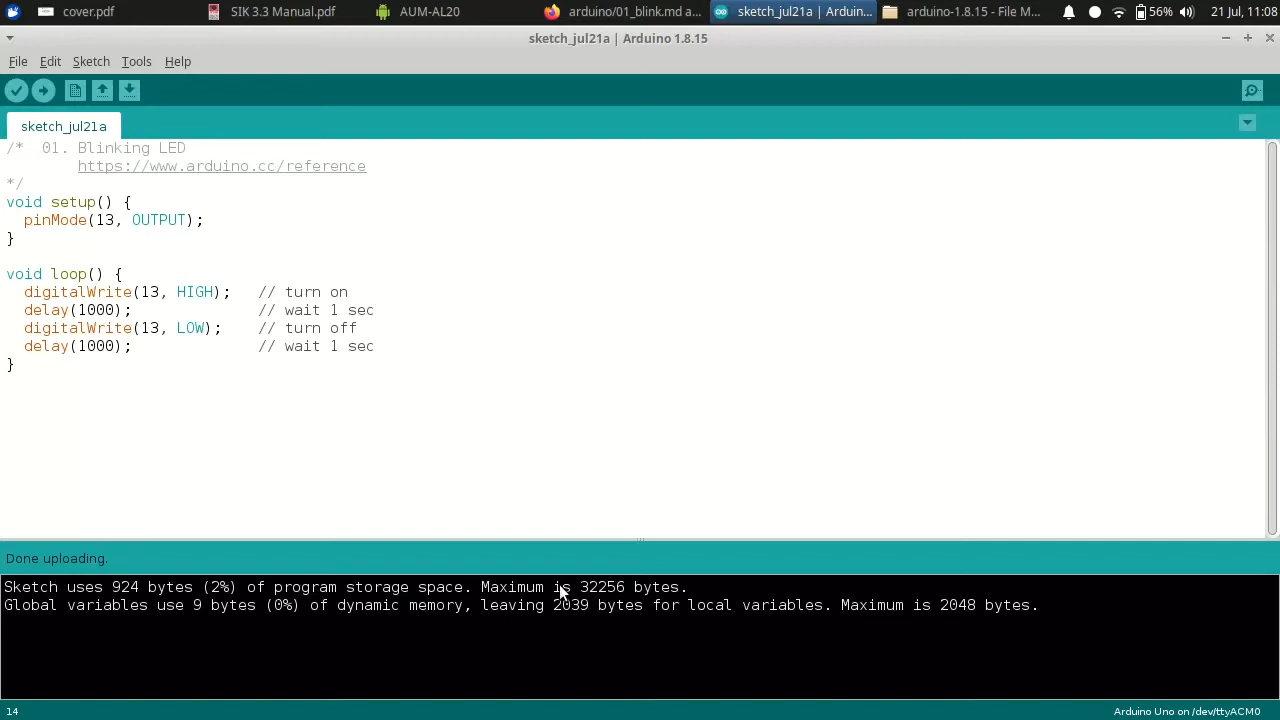 cover.pdf SIK 3.3 Manual.pdf AUM-AL20 arduino/01_blink.md a... sketch_jul21a | Arduin... arduino-1.8.15 - File M... 56% 21 Jul, 11:08
sketch_jul21a | Arduino 1.8.15
File Edit Sketch Tools Help
sketch_jul21a
/*  01. Blinking LED
        https://www.arduino.cc/reference
*/
void setup() {
  pinMode(13, OUTPUT);
}
void loop() {
  digitalWrite(13, HIGH);   // turn on
  delay(1000);              // wait 1 sec
  digitalWrite(13, LOW);    // turn off
  delay(1000);              // wait 1 sec
}
Done uploading.
Sketch uses 924 bytes (2%) of program storage space. Maximum is 32256 bytes.
Global variables use 9 bytes (0%) of dynamic memory, leaving 2039 bytes for local variables. Maximum is 2048 bytes.
14 Arduino Uno on /dev/ttyACM0